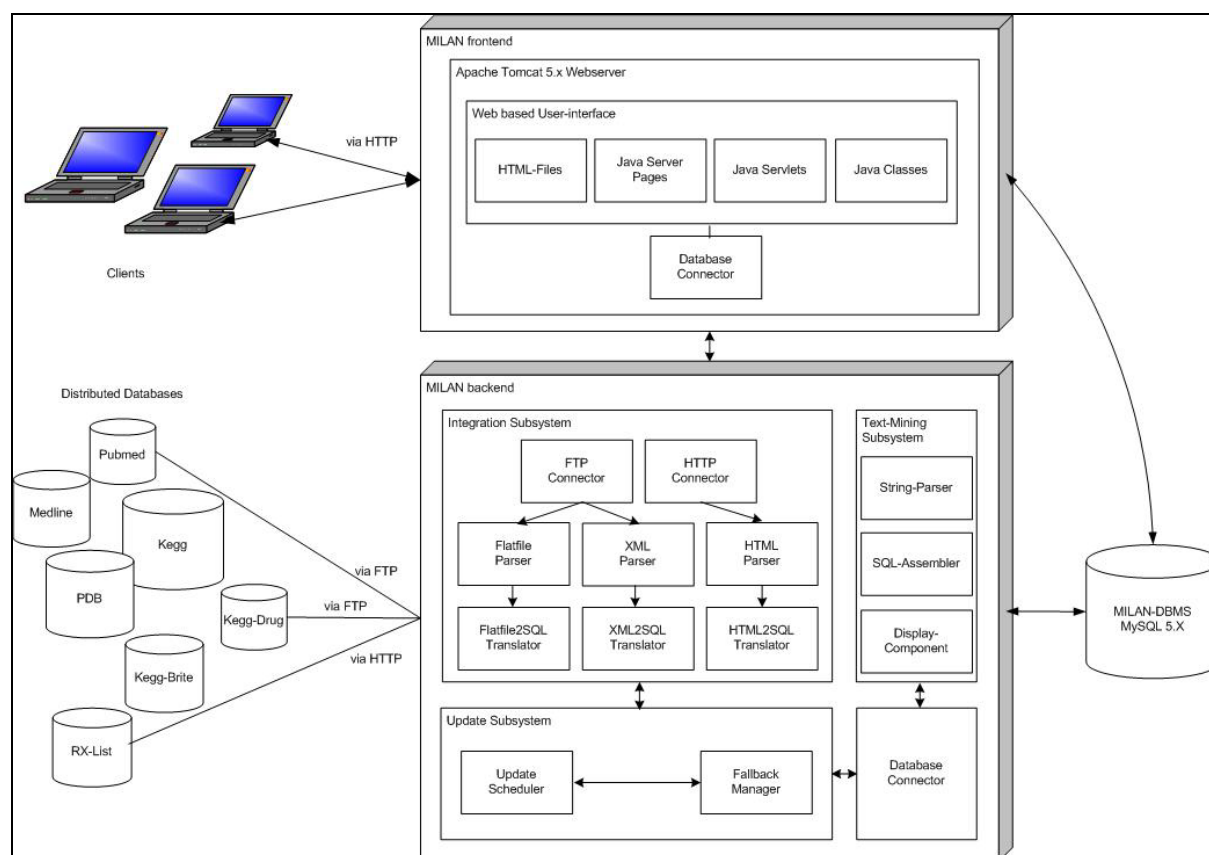 MILAN frontend
Apache Tomcat 5.x Webserver
Web based User-interface
HTML-Files
Java Server
Pages
Java Servlets
Java Classes
Database
Connector
via HTTP
Clients
Distributed Databases
Pubmed
Medline
Kegg
PDB
Kegg-Drug
Kegg-Brite
RX-List
via FTP
via FTP
via HTTP
MILAN backend
Integration Subsystem
FTP
Connector
HTTP
Connector
Flatfile
Parser
XML
Parser
HTML
Parser
Flatfile2SQL
Translator
XML2SQL
Translator
HTML2SQL
Translator
Text-Mining
Subsystem
String-Parser
SQL-Assembler
Display-
Component
Update Subsystem
Update
Scheduler
Fallback
Manager
Database
Connector
MILAN-DBMS
MySQL 5.X